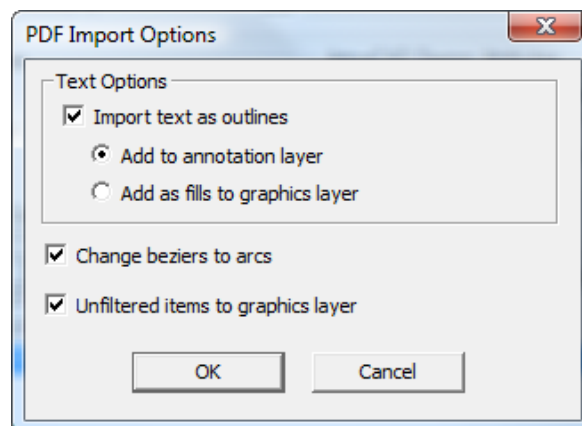 PDF Import Options
Text Options
Import text as outlines
Add to annotation layer
Add as fills to graphics layer
Change beziers to arcs
Unfiltered items to graphics layer
OK Cancel